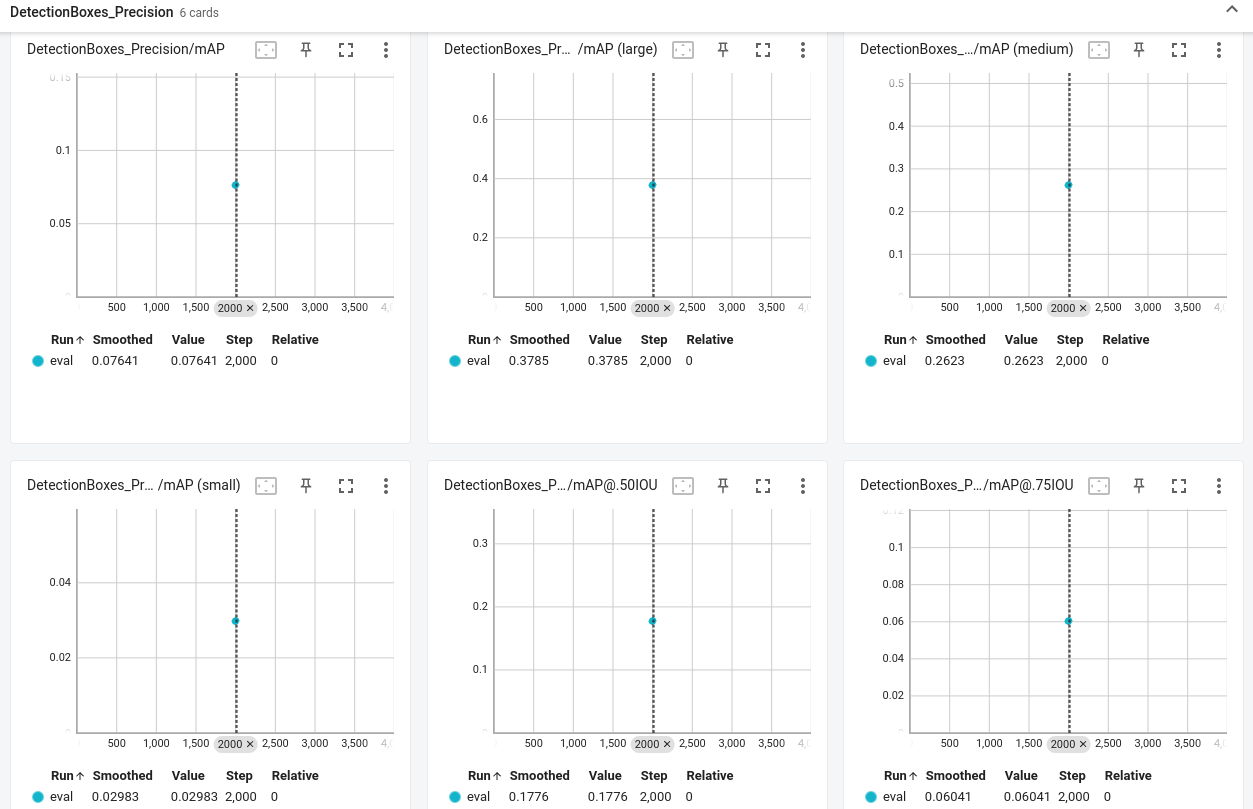 DetectionBoxes_Precision 6 cards
DetectionBoxes_Precision/mAP
0.15
0.1
0.05
0
500 1,000 1,500 2000 × 2,500 3,000 3,500
Run↑ Smoothed Value Step Relative
eval 0.07641 0.07641 2,000 0
DetectionBoxes_Pr… /mAP (large)
0.6
0.4
0.2
0
500 1,000 1,500 2000 × 2,500 3,000 3,500
Run↑ Smoothed Value Step Relative
eval 0.3785 0.3785 2,000 0
DetectionBoxes_…/mAP (medium)
0.5
0.4
0.3
0.2
0.1
0
500 1,000 1,500 2000 × 2,500 3,000 3,500
Run↑ Smoothed Value Step Relative
eval 0.2623 0.2623 2,000 0
DetectionBoxes_Pr… /mAP (small)
0.04
0.02
0
500 1,000 1,500 2000 × 2,500 3,000 3,500
Run↑ Smoothed Value Step Relative
eval 0.02983 0.02983 2,000 0
DetectionBoxes_P…/mAP@.50IOU
0.3
0.2
0.1
0
500 1,000 1,500 2000 × 2,500 3,000 3,500
Run↑ Smoothed Value Step Relative
eval 0.1776 0.1776 2,000 0
DetectionBoxes_P…/mAP@.75IOU
0.12
0.1
0.08
0.06
0.04
0.02
0
500 1,000 1,500 2000 × 2,500 3,000 3,500
Run↑ Smoothed Value Step Relative
eval 0.06041 0.06041 2,000 0